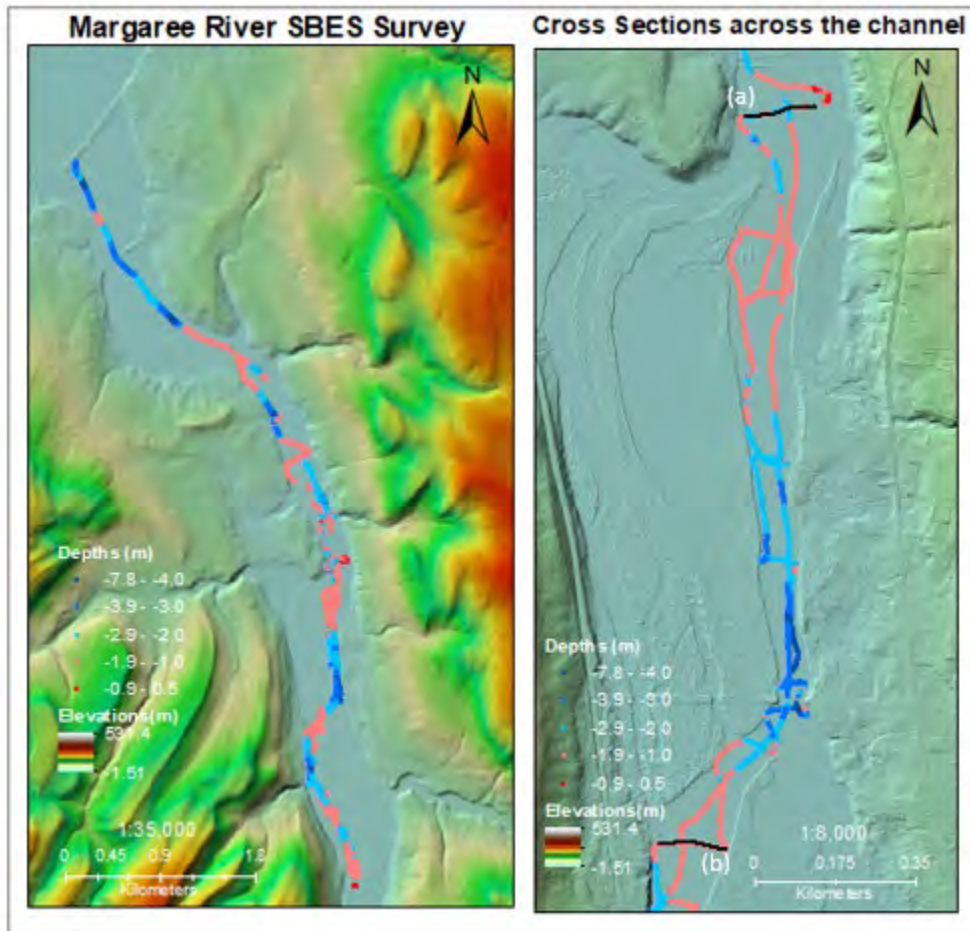 Margaree River SBES Survey
N
Depths (m)
-7.8 - -4.0
-3.9 - -3.0
-2.9 - -2.0
-1.9 - -1.0
-0.9 - 0.5
Elevations(m)
531.4
-1.51
1:35,000
0 0.45 0.9 1.8
Kilometers
Cross Sections across the channel
N
(a)
Depths (m)
-7.8 - -4.0
-3.9 - -3.0
-2.9 - -2.0
-1.9 - -1.0
-0.9 - 0.5
Elevations(m)
531.4
-1.51
(b)
1:8,000
0 0.175 0.35
Kilometers